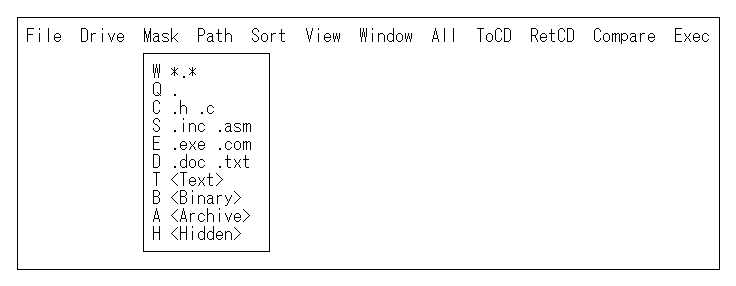 File Drive Mask Path Sort View Window All ToCD RetCD Compare Exec
W *.*
Q .
C .h .c
S .inc .asm
E .exe .com
D .doc .txt
T <Text>
B <Binary>
A <Archive>
H <Hidden>